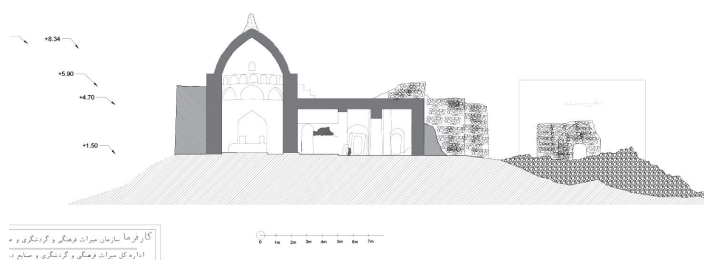 +8.34
+5.90
+4.70
+1.50
0 1m 2m 3m 4m 5m 6m 7m
کارفرما سازمان میراث فرهنگی و گردشگری و
اداره کل میراث فرهنگی و گردشگری و صنایع